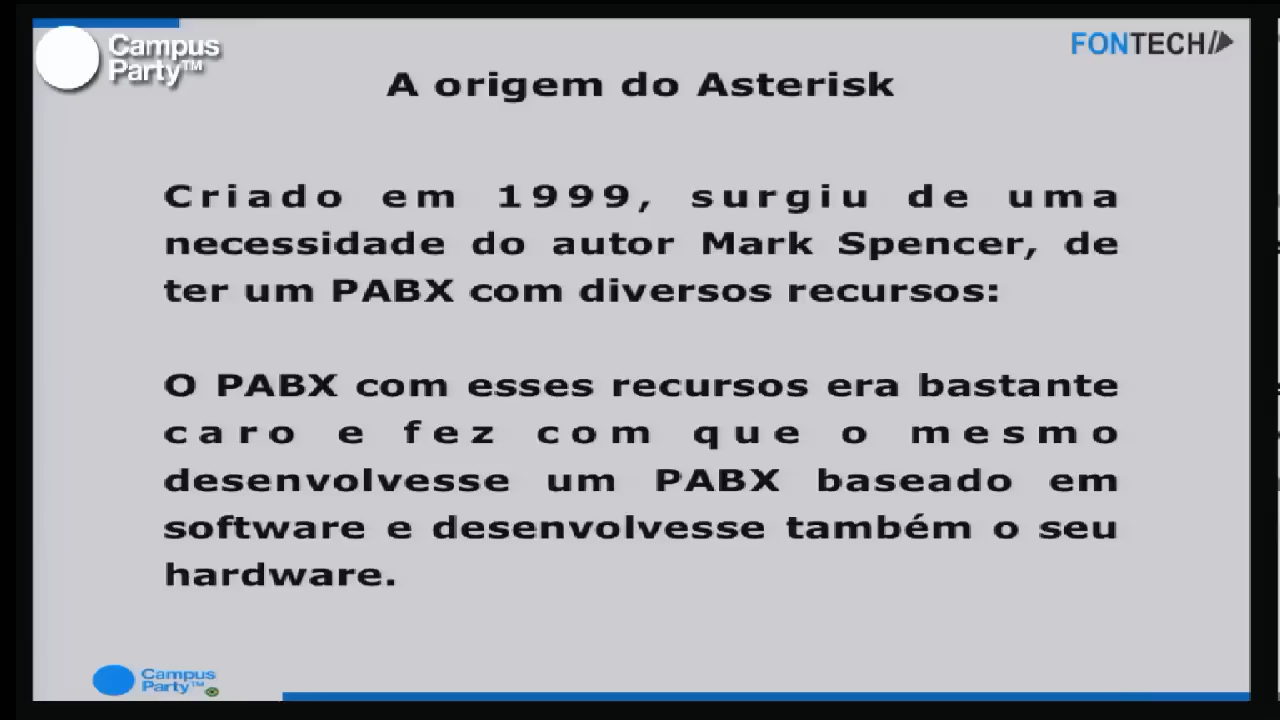 Campus
Party™
FONTECH
A origem do Asterisk
Criado em 1999, surgiu de uma
necessidade do autor Mark Spencer, de
ter um PABX com diversos recursos:
O PABX com esses recursos era bastante
caro e fez com que o mesmo
desenvolvesse um PABX baseado em
software e desenvolvesse também o seu
hardware.
Campus
Party™